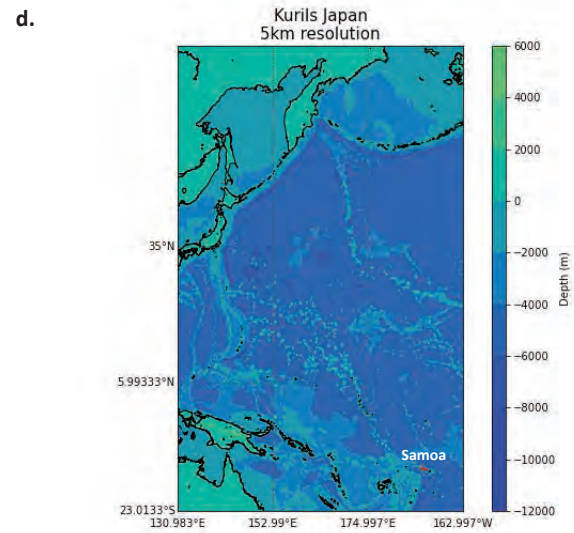 d.
Kurils Japan
5km resolution
35°N
5.99333°N
23.0133°S
130.983°E
152.99°E
174.997°E
162.997°W
Samoa
6000
4000
2000
0
−2000
−4000
−6000
−8000
−10000
−12000
Depth (m)